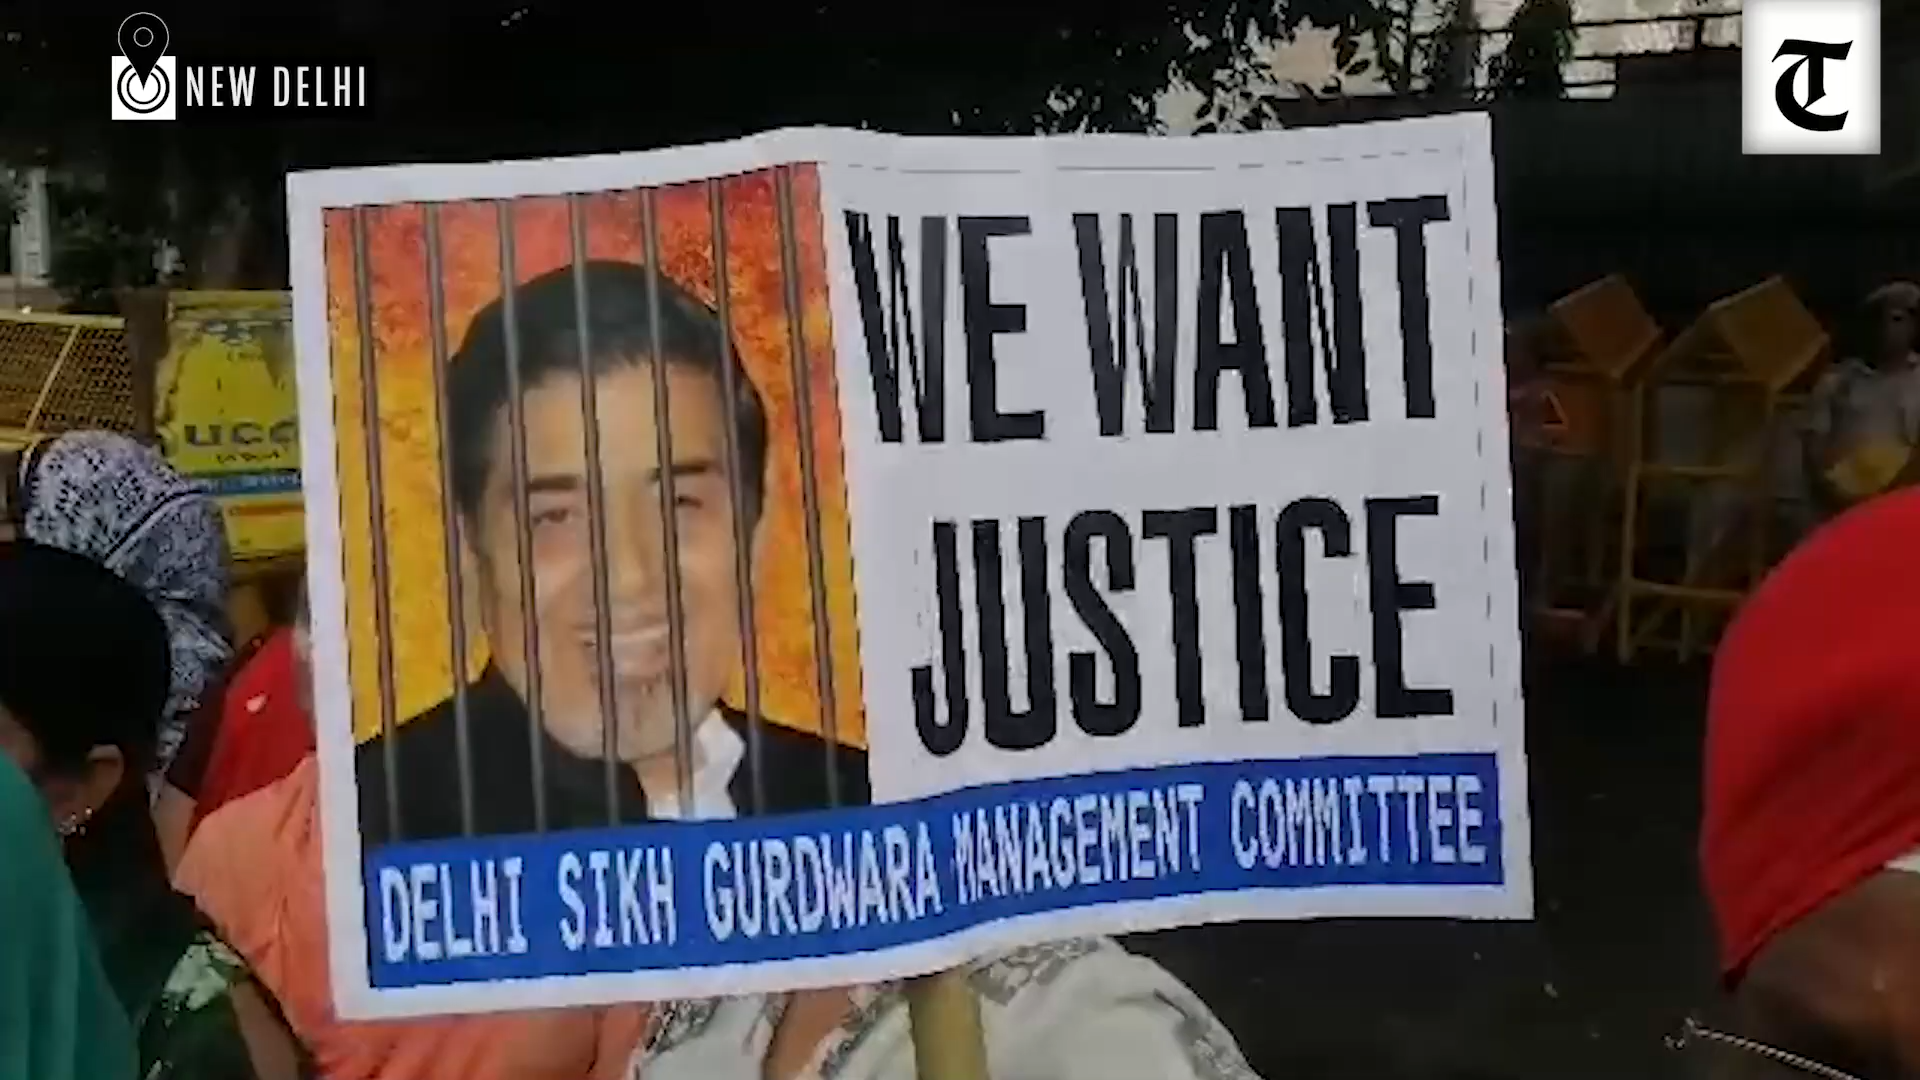 NEW DELHI
T
WE WANT
JUSTICE
DELHI SIKH GURDWARA MANAGEMENT COMMITTEE